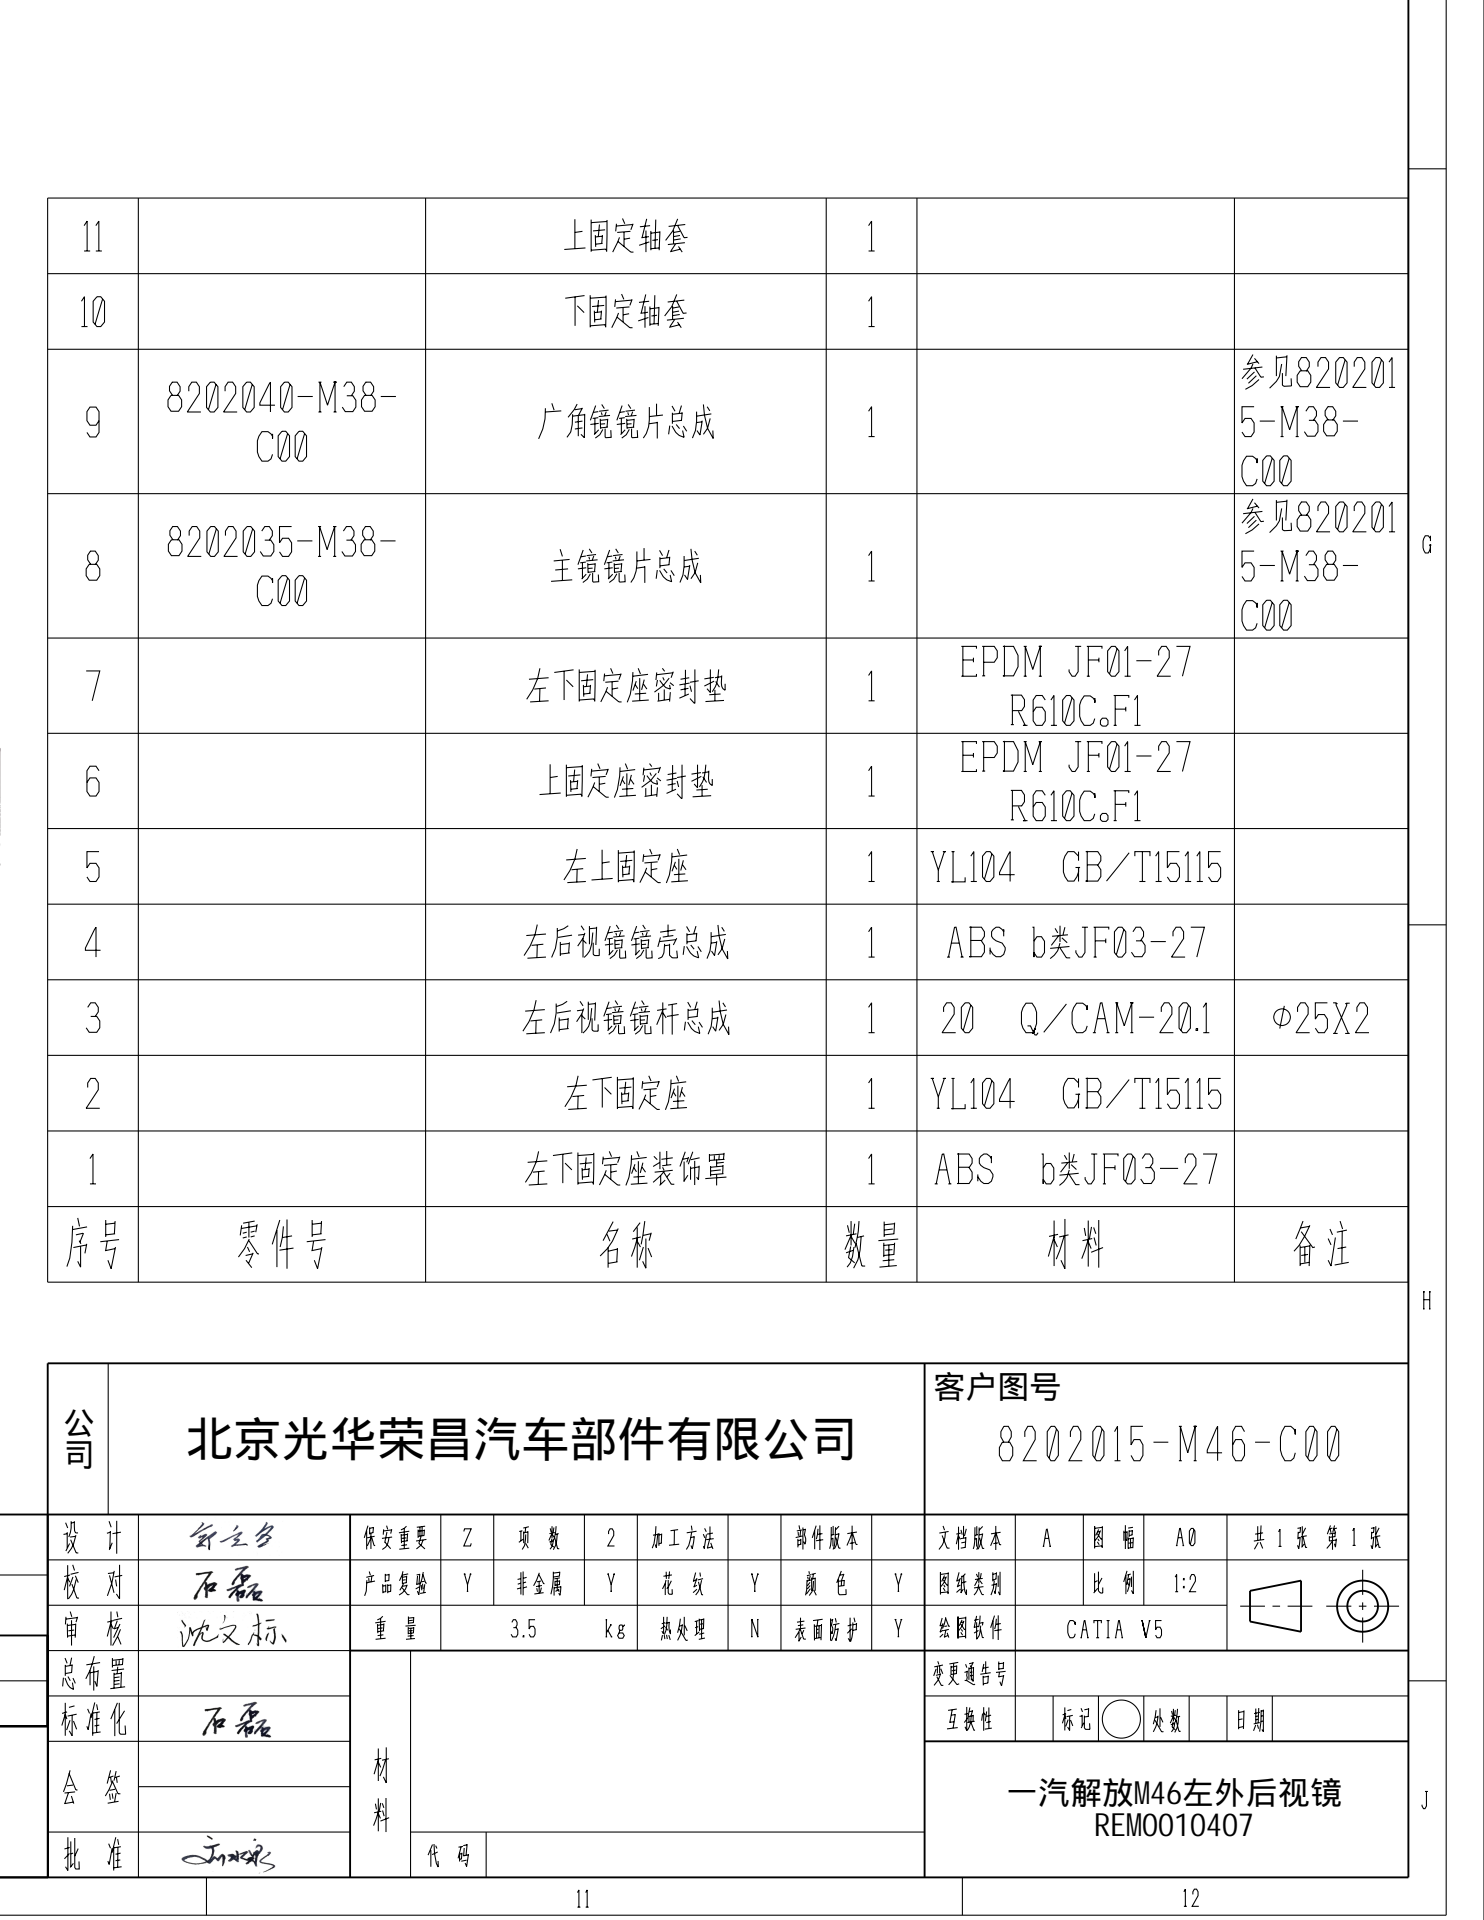 11 上固定轴套 1
10 下固定轴套 1
9 8202040-M38-C00 广角镜镜片总成 1 参见8202015-M38-C00
8 8202035-M38-C00 主镜镜片总成 1 参见8202015-M38-C00
G
7 左下固定座密封垫 1 EPDM JF01-27 R610C。F1
6 上固定座密封垫 1 EPDM JF01-27 R610C。F1
5 左上固定座 1 YL104 GB/T15115
4 左后视镜镜壳总成 1 ABS b类JF03-27
3 左后视镜镜杆总成 1 20 Q/CAM-20.1 Φ25X2
2 左下固定座 1 YL104 GB/T15115
1 左下固定座装饰罩 1 ABS b类JF03-27
序号 零件号 名称 数量 材料 备注
H
公司 北京光华荣昌汽车部件有限公司
客户图号
8202015-M46-C00
设计 保安重要 Z 项数 2 加工方法 部件版本 文档版本 A 图幅 A0 共1张 第1张
校对 石磊 产品复验 Y 非金属 Y 花纹 Y 颜色 Y 图纸类别 比例 1:2
审核 沈文标 重量 3.5 kg 热处理 N 表面防护 Y 绘图软件 CATIA V5
总布置 变更通告号
标准化 石磊 互换性 标记 处数 日期
会签 材料
一汽解放M46左外后视镜
REM0010407
J
批准 代码
11 12